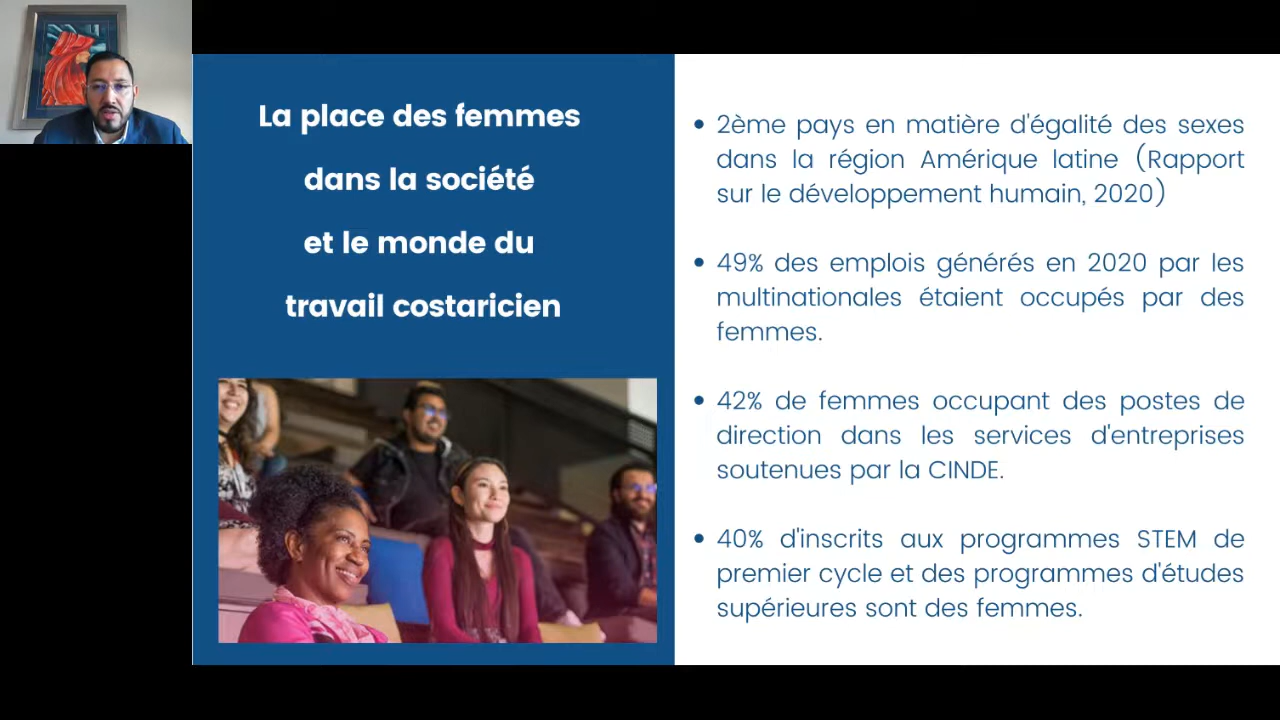 La place des femmes
dans la société
et le monde du
travail costaricien
• 2ème pays en matière d'égalité des sexes
dans la région Amérique latine (Rapport
sur le développement humain, 2020)
• 49% des emplois générés en 2020 par les
multinationales étaient occupés par des
femmes.
• 42% de femmes occupant des postes de
direction dans les services d'entreprises
soutenues par la CINDE.
• 40% d'inscrits aux programmes STEM de
premier cycle et des programmes d'études
supérieures sont des femmes.